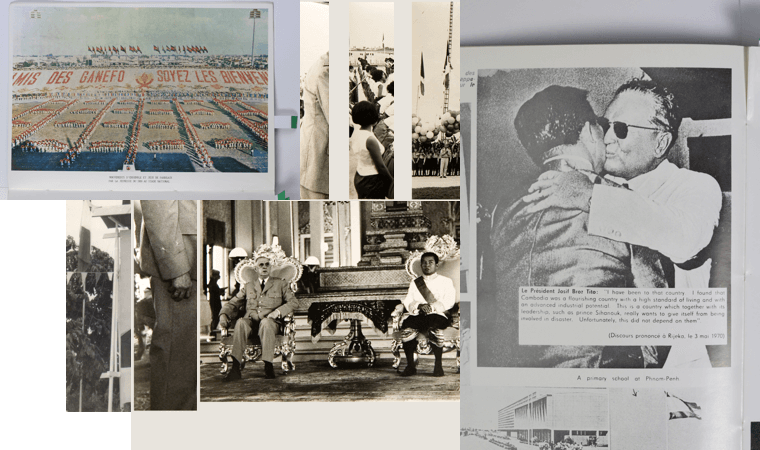 AMIS DES GANEFO SOYEZ LES BIENVEN
Le Président Josif Broz Tito: "I have been to that country. I found that
Cambodia was a flourishing country with a high standard of living and with
an advanced industrial potential. This is a country which together with its
leadership, such as prince Sihanouk, really wants to give itself from being
involved in disaster. Unfortunately, this did not depend on them"
(Discours prononcé à Rijeka, le 3 mai 1970)
A primary school at Phnom-Penh.